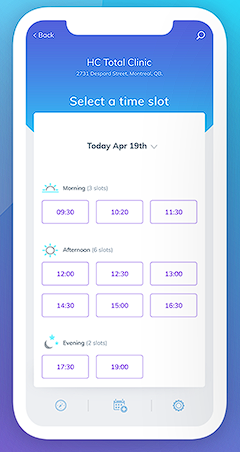 Back
HC Total Clinic
2731 Despard Street, Montreal, QB.
Select a time slot
Today Apr 19th
Morning (3 slots)
09:30 10:20 11:30
Afternoon (6 slots)
12:00 12:30 13:00
14:30 15:00 16:30
Evening (2 slots)
17:30 19:00